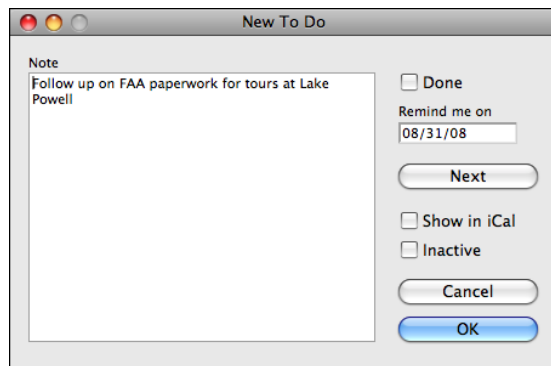 New To Do
Note
Follow up on FAA paperwork for tours at Lake
Powell
Done
Remind me on
08/31/08
Next
Show in iCal
Inactive
Cancel
OK